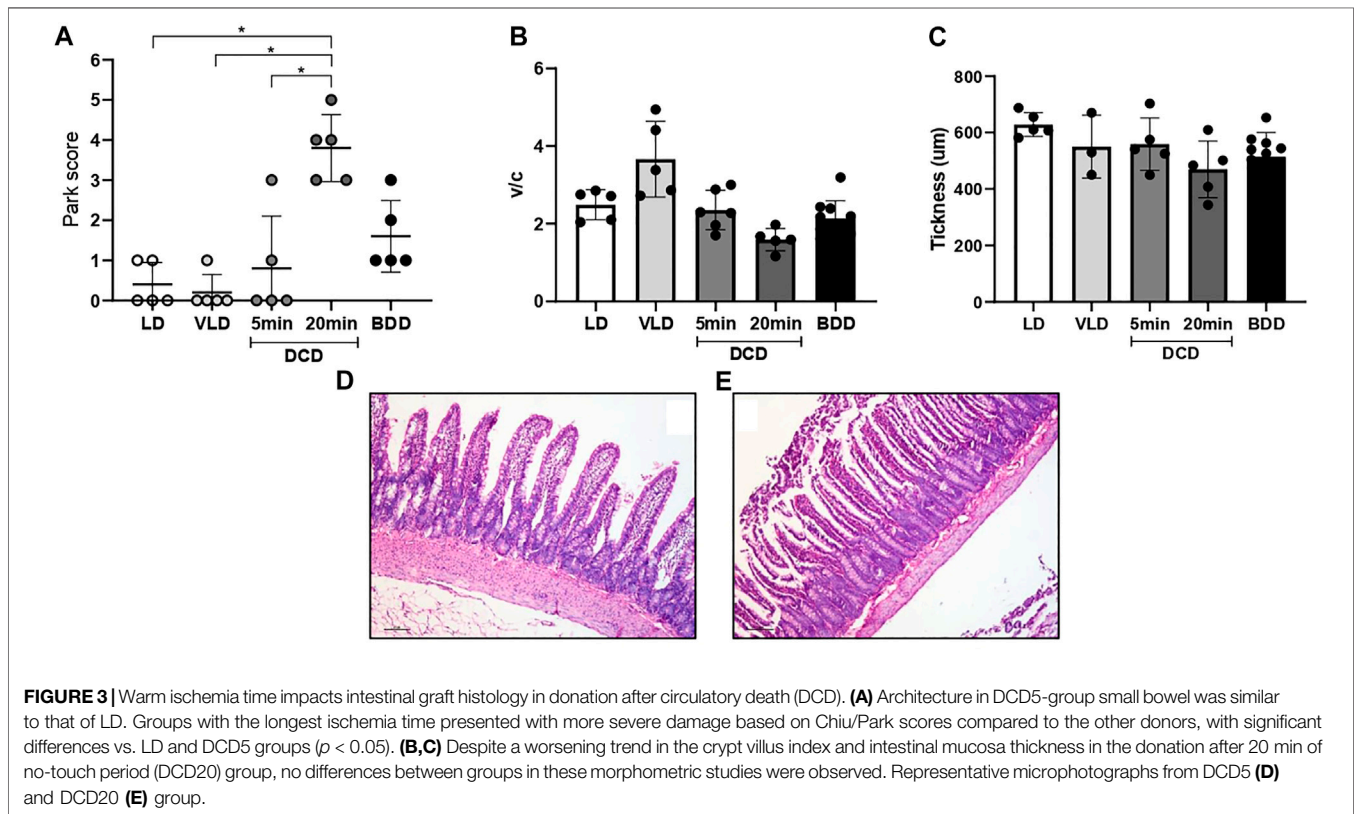 A
B
C
*
*
*
6
5
4
3
2
1
0
Park score
LD VLD 5min 20min BDD
DCD
6
4
2
0
v/c
LD VLD 5min 20min BDD
DCD
800
600
400
200
0
Tickness (um)
LD VLD 5min 20min BDD
DCD
D
E
FIGURE 3 | Warm ischemia time impacts intestinal graft histology in donation after circulatory death (DCD). (A) Architecture in DCD5-group small bowel was similar
to that of LD. Groups with the longest ischemia time presented with more severe damage based on Chiu/Park scores compared to the other donors, with significant
differences vs. LD and DCD5 groups (p < 0.05). (B,C) Despite a worsening trend in the crypt villus index and intestinal mucosa thickness in the donation after 20 min of
no-touch period (DCD20) group, no differences between groups in these morphometric studies were observed. Representative microphotographs from DCD5 (D)
and DCD20 (E) group.